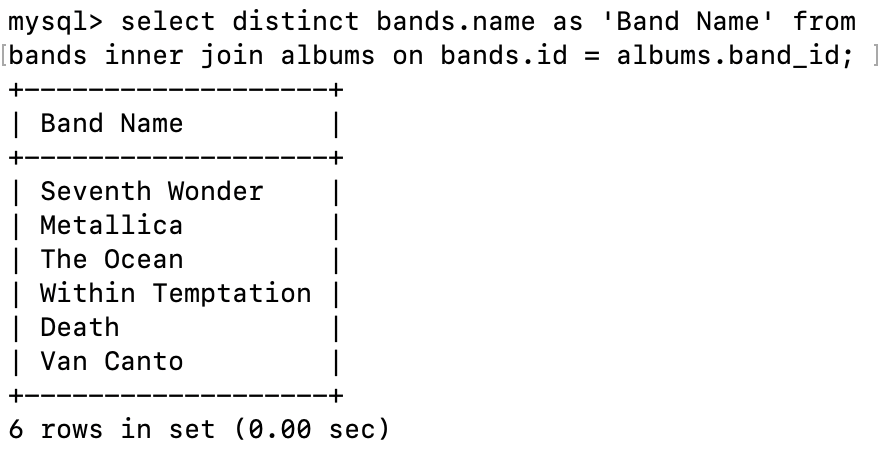 mysql> select distinct bands.name as 'Band Name' from
[bands inner join albums on bands.id = albums.band_id; ]
+-------------------+
| Band Name         |
+-------------------+
| Seventh Wonder    |
| Metallica         |
| The Ocean         |
| Within Temptation |
| Death             |
| Van Canto         |
+-------------------+
6 rows in set (0.00 sec)